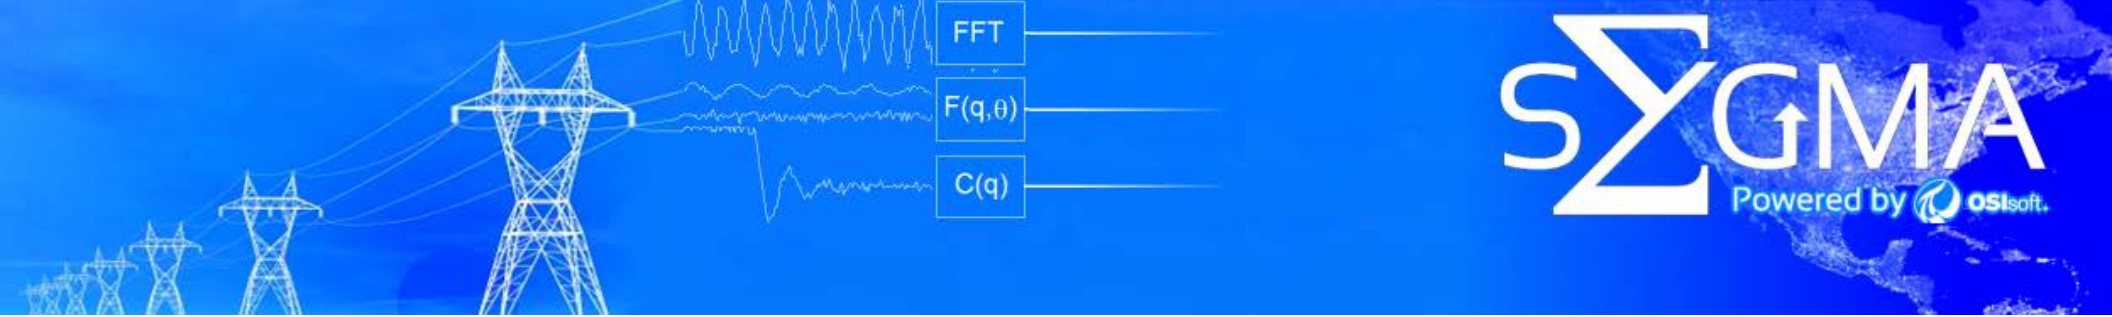 FFT
F(q,θ)
C(q)
SΣGMA
Powered by OSIsoft.